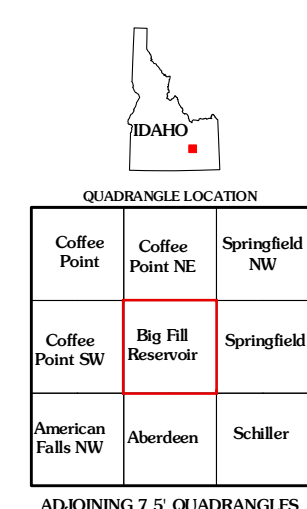 IDAHO
QUADRANGLE LOCATION
Coffee Point
Coffee Point NE
Springfield NW
Coffee Point SW
Big Fill Reservoir
Springfield
American Falls NW
Aberdeen
Schiller
ADJOINING 7.5' QUADRANGLES